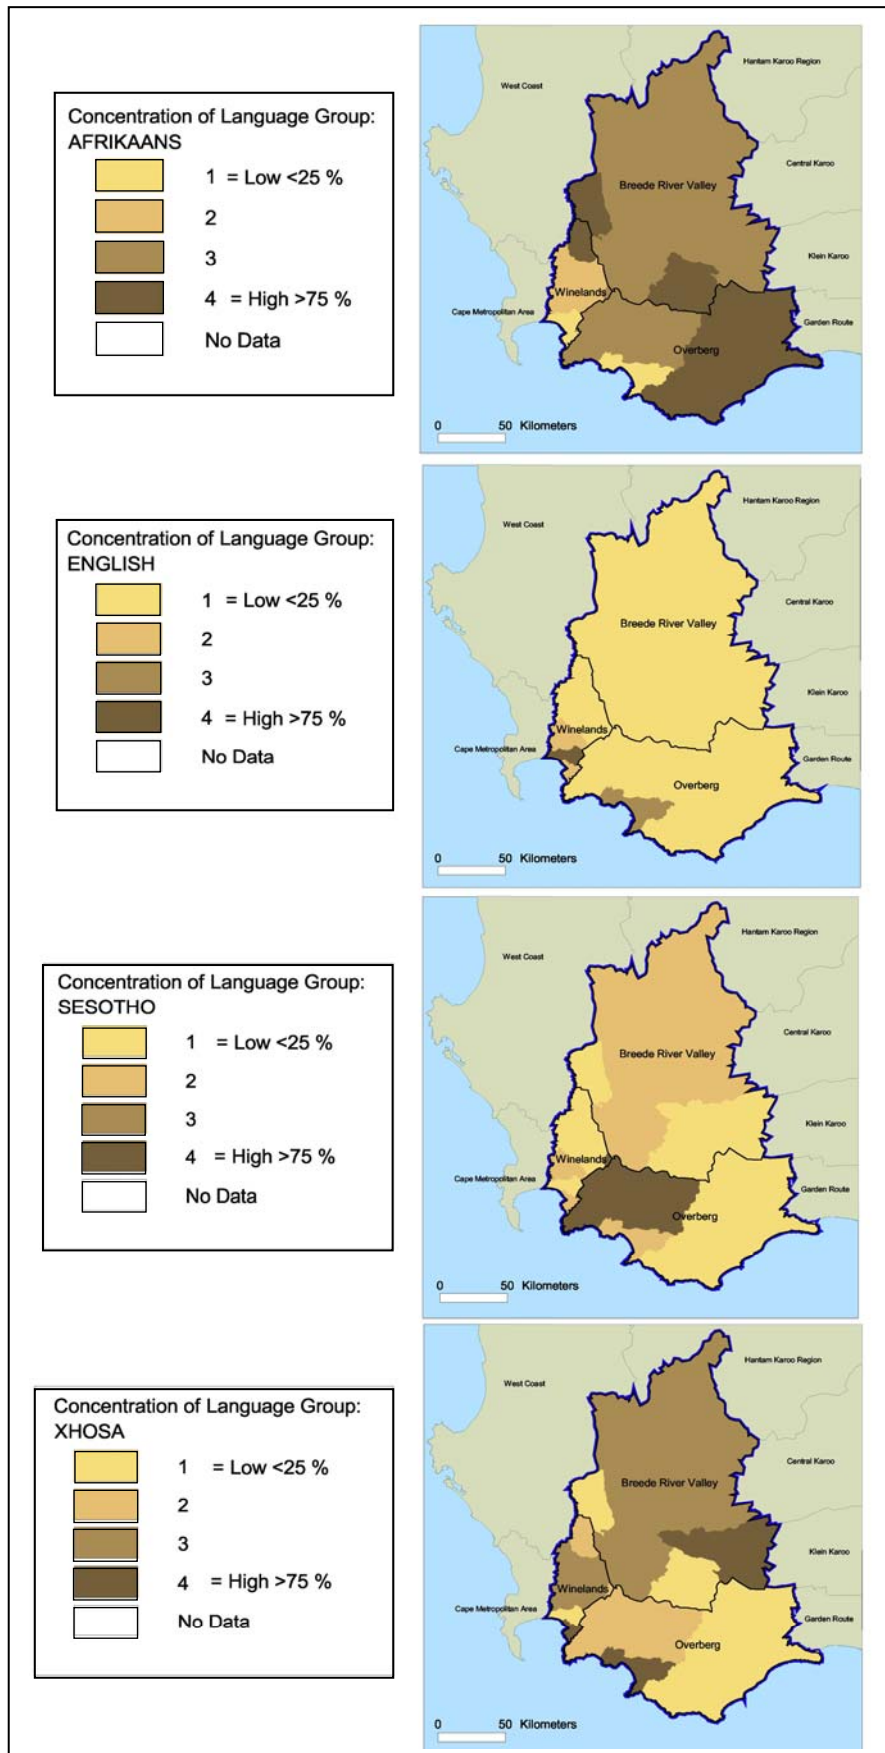 Concentration of Language Group:
AFRIKAANS
1 = Low <25 %
2
3
4 = High >75 %
No Data
West Coast
Hantam Karoo Region
Central Karoo
Breede River Valley
Klein Karoo
Winelands
Cape Metropolitan Area
Garden Route
Overberg
0 50 Kilometers
Concentration of Language Group:
ENGLISH
1 = Low <25 %
2
3
4 = High >75 %
No Data
Hantam Karoo Region
West Coast
Central Karoo
Breede River Valley
Klein Karoo
Winelands
Cape Metropolitan Area
Garden Route
Overberg
0 50 Kilometers
Concentration of Language Group:
SESOTHO
1 = Low <25 %
2
3
4 = High >75 %
No Data
Hantam Karoo Region
West Coast
Central Karoo
Breede River Valley
Klein Karoo
Winelands
Cape Metropolitan Area
Garden Route
Overberg
0 50 Kilometers
Concentration of Language Group:
XHOSA
1 = Low <25 %
2
3
4 = High >75 %
No Data
Hantam Karoo Region
West Coast
Central Karoo
Breede River Valley
Klein Karoo
Winelands
Cape Metropolitan Area
Garden Route
Overberg
0 50 Kilometers